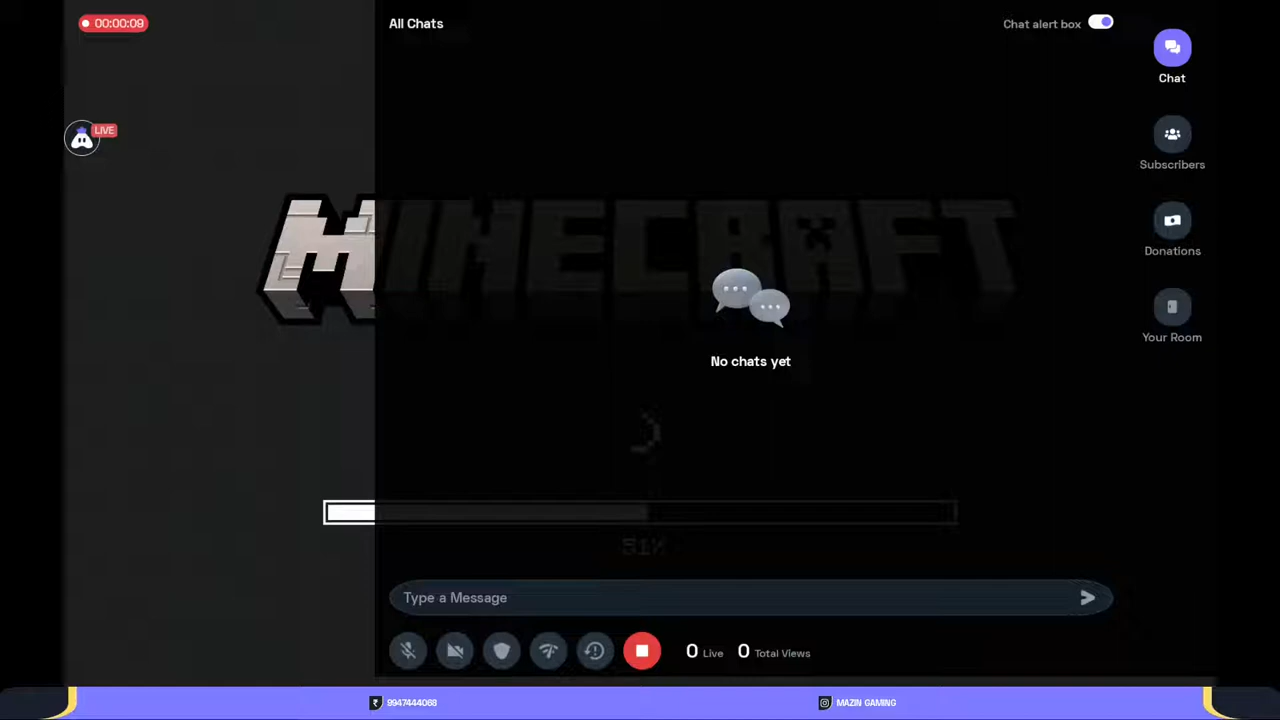 00:00:09
All Chats
Chat alert box
Chat
LIVE
Subscribers
MINECRAFT
Donations
Your Room
No chats yet
51%
Type a Message
0 Live 0 Total Views
₹ 9947444068
MAZIN GAMING